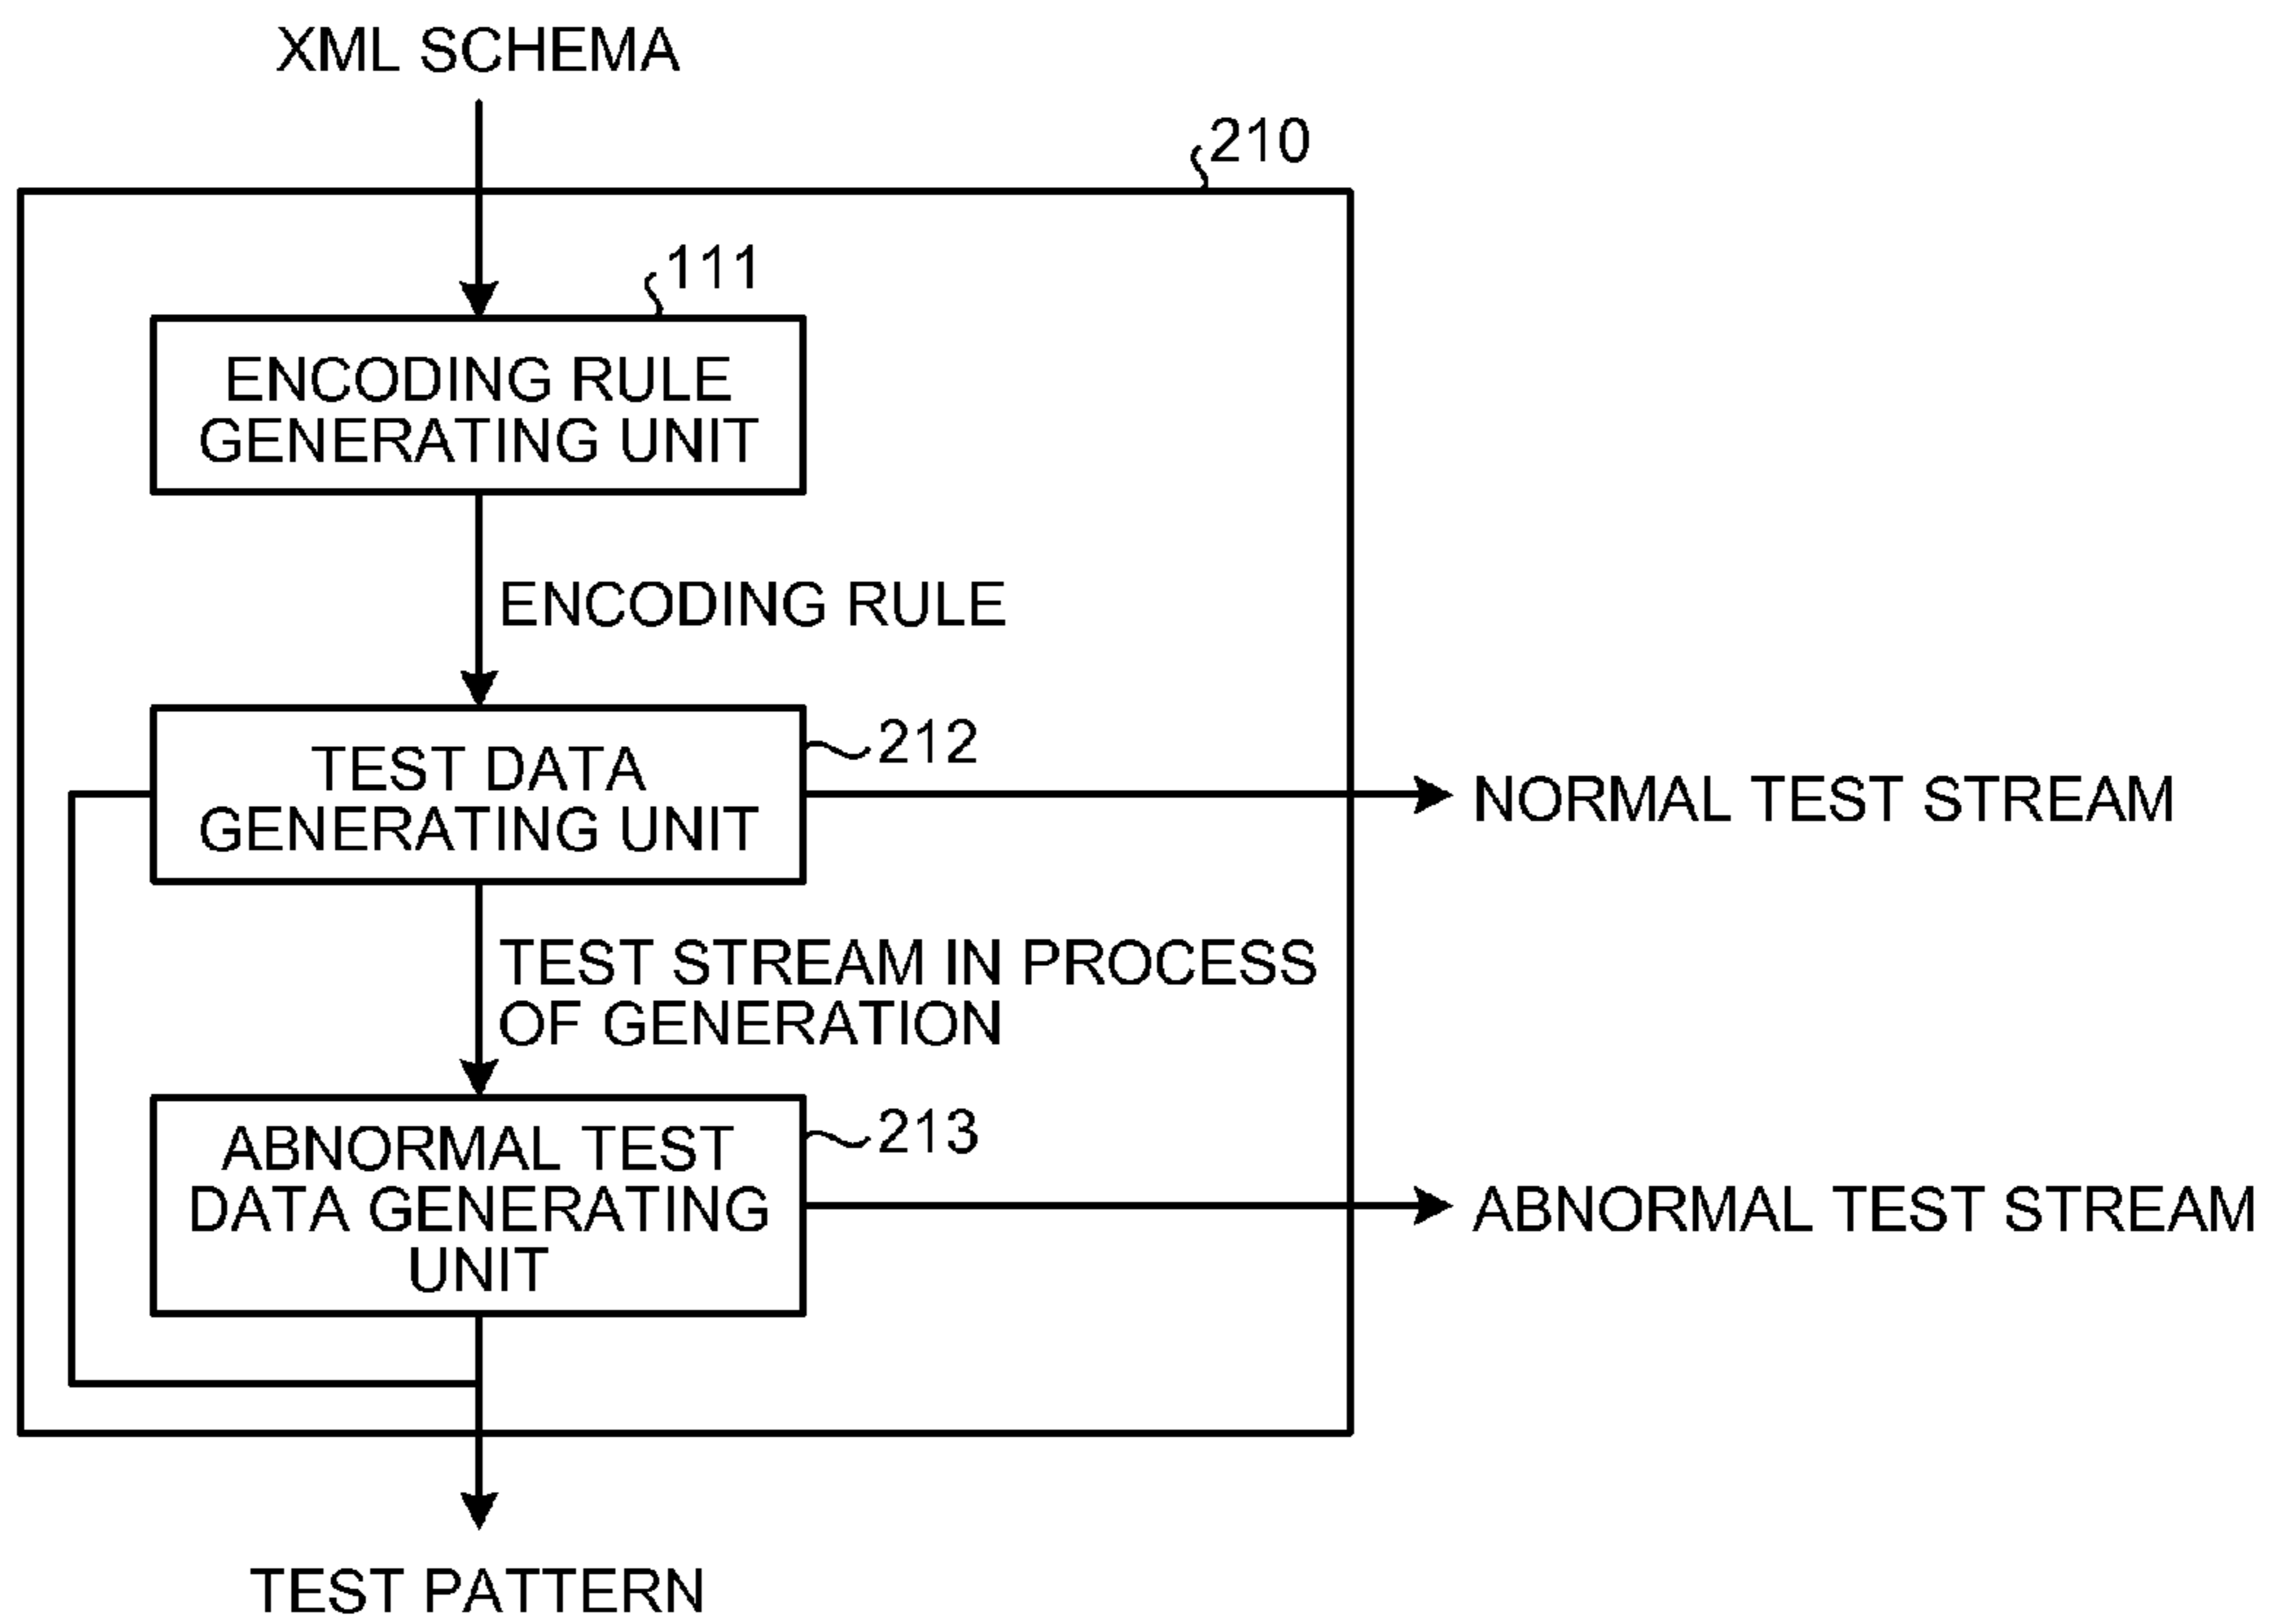 XML SCHEMA
210
111
ENCODING RULE
GENERATING UNIT
ENCODING RULE
212
TEST DATA
GENERATING UNIT
NORMAL TEST STREAM
TEST STREAM IN PROCESS
OF GENERATION
213
ABNORMAL TEST
DATA GENERATING
UNIT
ABNORMAL TEST STREAM
TEST PATTERN